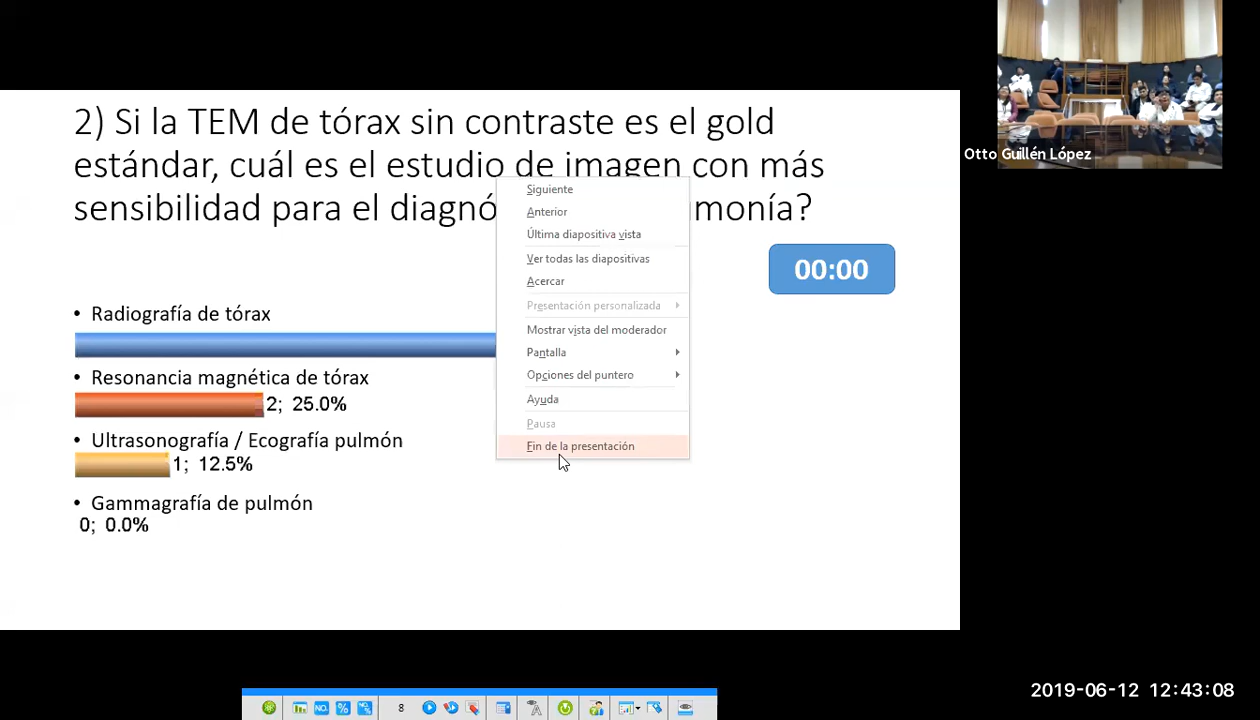 2) Si la TEM de tórax sin contraste es el gold
estándar, cuál es el estudio de imagen con más
sensibilidad para el diagnó monía?
00:00
• Radiografía de tórax
• Resonancia magnética de tórax
2; 25.0%
• Ultrasonografía / Ecografía pulmón
1; 12.5%
• Gammagrafía de pulmón
0; 0.0%
Siguiente
Anterior
Última diapositiva vista
Ver todas las diapositivas
Acercar
Presentación personalizada
Mostrar vista del moderador
Pantalla
Opciones del puntero
Ayuda
Pausa
Fin de la presentación
Otto Guillén López
NO.
%
8
2019-06-12 12:43:08